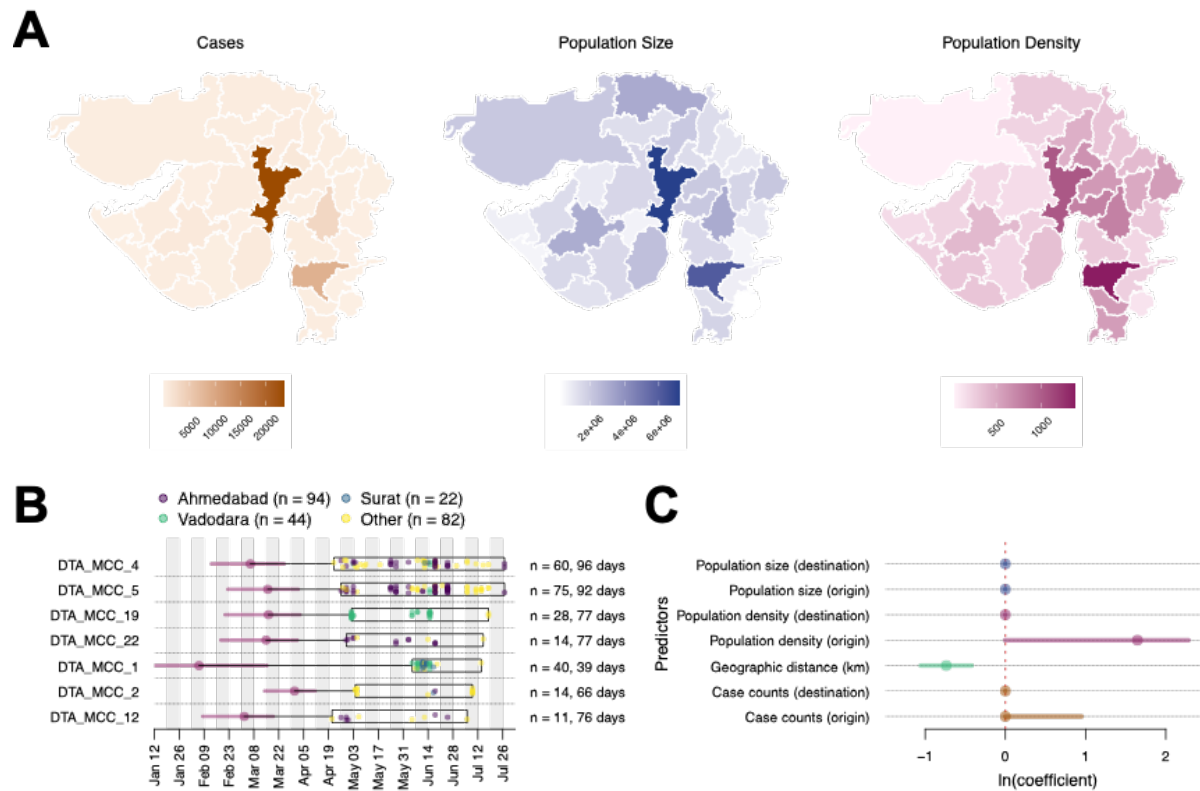 A
Cases
Population Size
Population Density
5000 10000 15000 20000
2e+06 4e+06 6e+06
500 1000
B
Ahmedabad (n = 94) Surat (n = 22)
Vadodara (n = 44) Other (n = 82)
DTA_MCC_4 n = 60, 96 days
DTA_MCC_5 n = 75, 92 days
DTA_MCC_19 n = 28, 77 days
DTA_MCC_22 n = 14, 77 days
DTA_MCC_1 n = 40, 39 days
DTA_MCC_2 n = 14, 66 days
DTA_MCC_12 n = 11, 76 days
Jan 12 Jan 26 Feb 09 Feb 23 Mar 08 Mar 22 Apr 05 Apr 19 May 03 May 17 May 31 Jun 14 Jun 28 Jul 12 Jul 26
C
Predictors
Population size (destination)
Population size (origin)
Population density (destination)
Population density (origin)
Geographic distance (km)
Case counts (destination)
Case counts (origin)
−1 0 1 2
ln(coefficient)